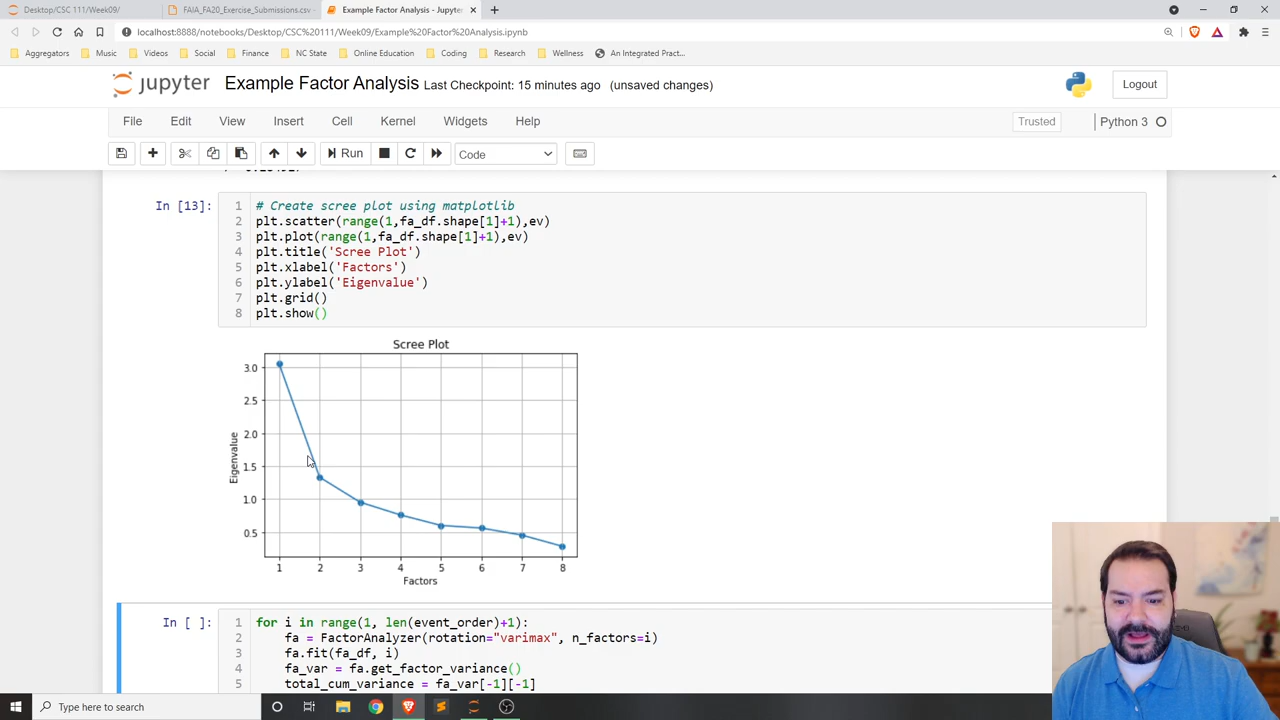 Desktop/CSC 111/Week09/
FAIA_FA20_Exercise_Submissions.csv
Example Factor Analysis - Jupyter
localhost:8888/notebooks/Desktop/CSC%20111/Week09/Example%20Factor%20Analysis.ipynb
Aggregators Music Videos Social Finance NC State Online Education Coding Research Wellness An Integrated Pract...
jupyter Example Factor Analysis Last Checkpoint: 15 minutes ago (unsaved changes) Logout
File Edit View Insert Cell Kernel Widgets Help Trusted Python 3
Run Code
In [13]:
1 # Create scree plot using matplotlib
2 plt.scatter(range(1,fa_df.shape[1]+1),ev)
3 plt.plot(range(1,fa_df.shape[1]+1),ev)
4 plt.title('Scree Plot')
5 plt.xlabel('Factors')
6 plt.ylabel('Eigenvalue')
7 plt.grid()
8 plt.show()
Scree Plot
3.0
2.5
2.0
1.5
1.0
0.5
Eigenvalue
1 2 3 4 5 6 7 8
Factors
In [ ]:
1 for i in range(1, len(event_order)+1):
2 fa = FactorAnalyzer(rotation="varimax", n_factors=i)
3 fa.fit(fa_df, i)
4 fa_var = fa.get_factor_variance()
5 total_cum_variance = fa_var[-1][-1]
Type here to search